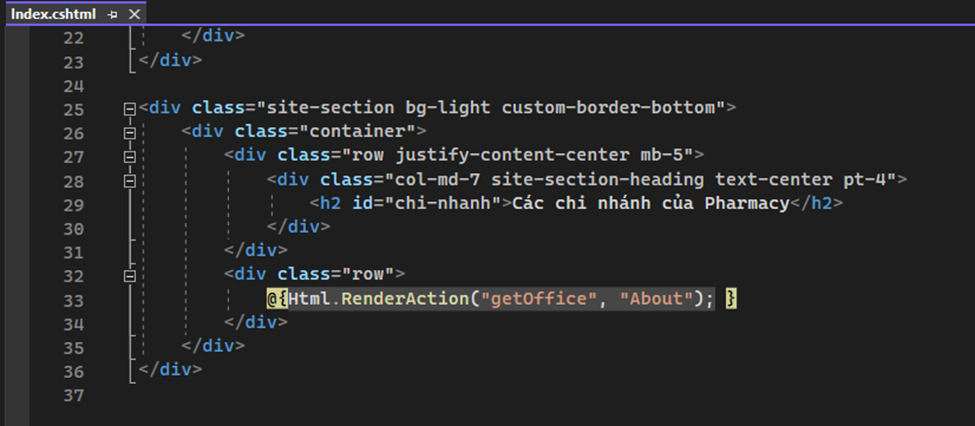 Index.cshtml
22 </div>
23 </div>
24
25 <div class="site-section bg-light custom-border-bottom">
26 <div class="container">
27 <div class="row justify-content-center mb-5">
28 <div class="col-md-7 site-section-heading text-center pt-4">
29 <h2 id="chi-nhanh">Các chi nhánh của Pharmacy</h2>
30 </div>
31 </div>
32 <div class="row">
33 @{Html.RenderAction("getOffice", "About"); }
34 </div>
35 </div>
36 </div>
37